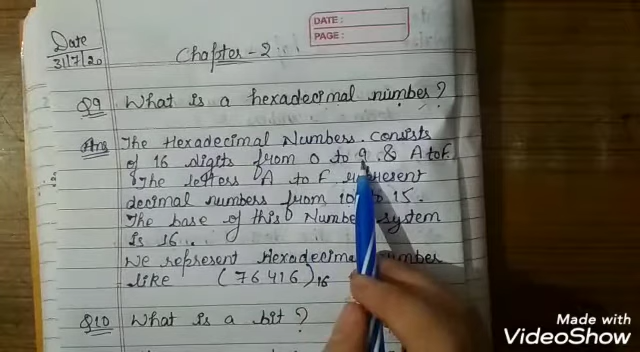 DATE :
PAGE :
Date
31/7/20
Chapter - 2
Q9 What is a hexadecimal number?
Ans The Hexadecimal Numbers consists
of 16 digits from 0 to 9 & A to F.
The letters A to F represent
decimal numbers from 10 to 15.
The base of this Number system
is 16.
We represent Hexadecimal Number
like (76416)16
Q10 What is a bit?
Made with
VideoShow